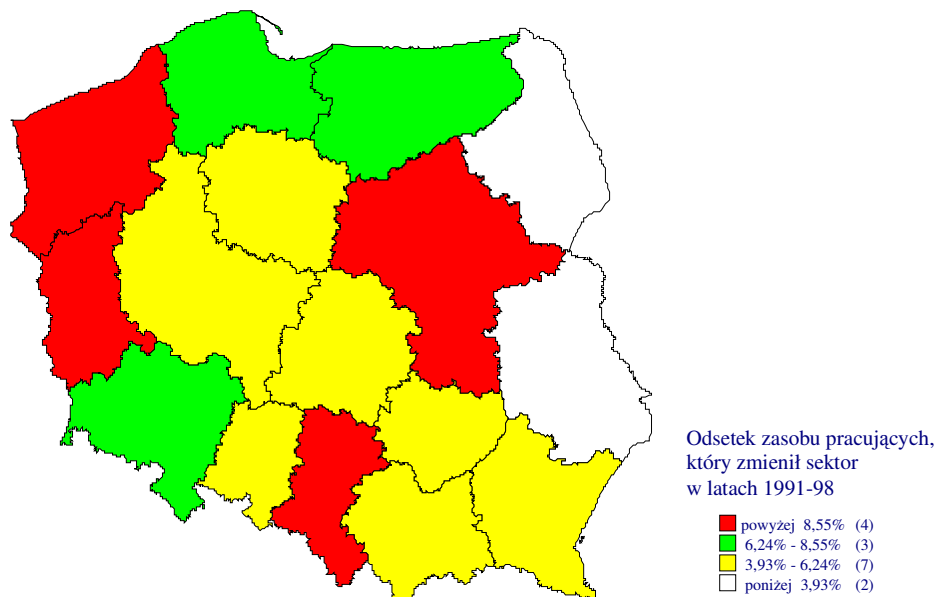 Odsetek zasobu pracujących,
który zmienił sektor
w latach 1991-98
powyżej 8,55% (4)
6,24% - 8,55% (3)
3,93% - 6,24% (7)
poniżej 3,93% (2)